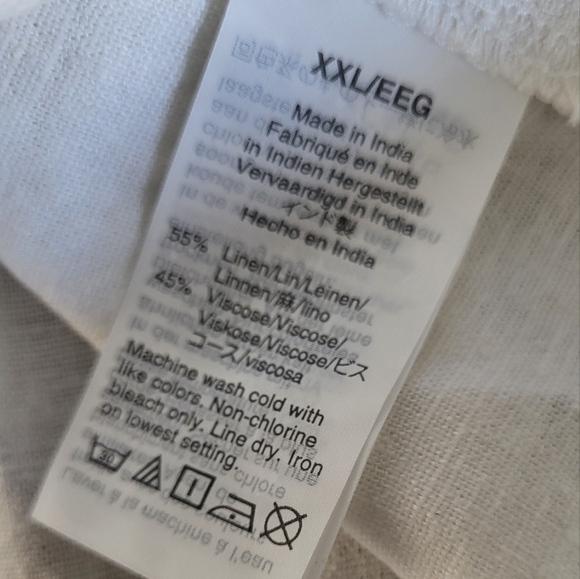 XXL/EEG
Made in India
Fabriqué en Inde
in Indien Hergestellt
Vervaardigd in India
インド製
Hecho en India
55% Linen/Lin/Leinen/
Linnen/麻/lino
45% Viscose/Viscose/
Viskose/Viscose/ビス
コース/viscosa
Machine wash cold with
like colors. Non-chlorine
bleach only. Line dry. Iron
on lowest setting.
30